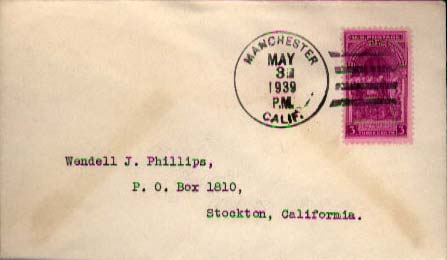 MANCHESTER
MAY
1939
P.M.
CALIF.
U.S. POSTAGE
3 3
Wendell J. Phillips,
P. O. Box 1810,
Stockton, California.